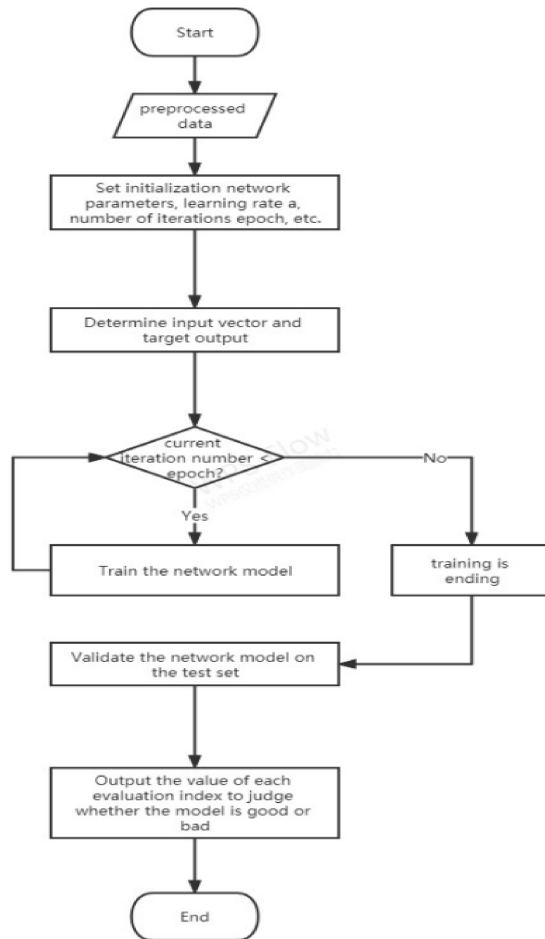 Start
preprocessed
data
Set initialization network
parameters, learning rate a,
number of iterations epoch, etc.
Determine input vector and
target output
current
iteration number <
epoch?
No
Yes
Train the network model
training is
ending
Validate the network model on
the test set
Output the value of each
evaluation index to judge
whether the model is good or
bad
End